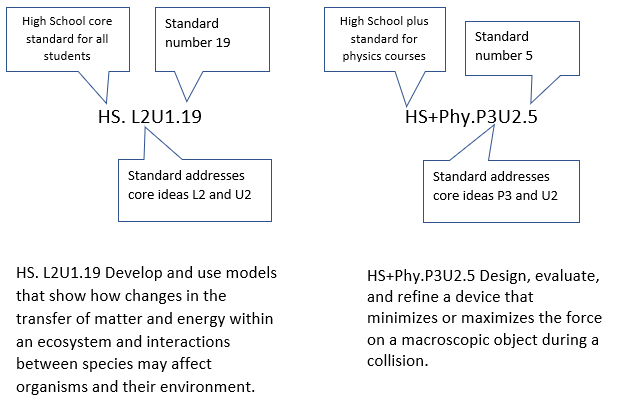 High School core
standard for all
students
Standard
number 19
HS. L2U1.19
Standard addresses
core ideas L2 and U2
High School plus
standard for
physics courses
Standard
number 5
HS+Phy.P3U2.5
Standard addresses
core ideas P3 and U2
HS. L2U1.19 Develop and use models
that show how changes in the
transfer of matter and energy within
an ecosystem and interactions
between species may affect
organisms and their environment.
HS+Phy.P3U2.5 Design, evaluate,
and refine a device that
minimizes or maximizes the force
on a macroscopic object during a
collision.